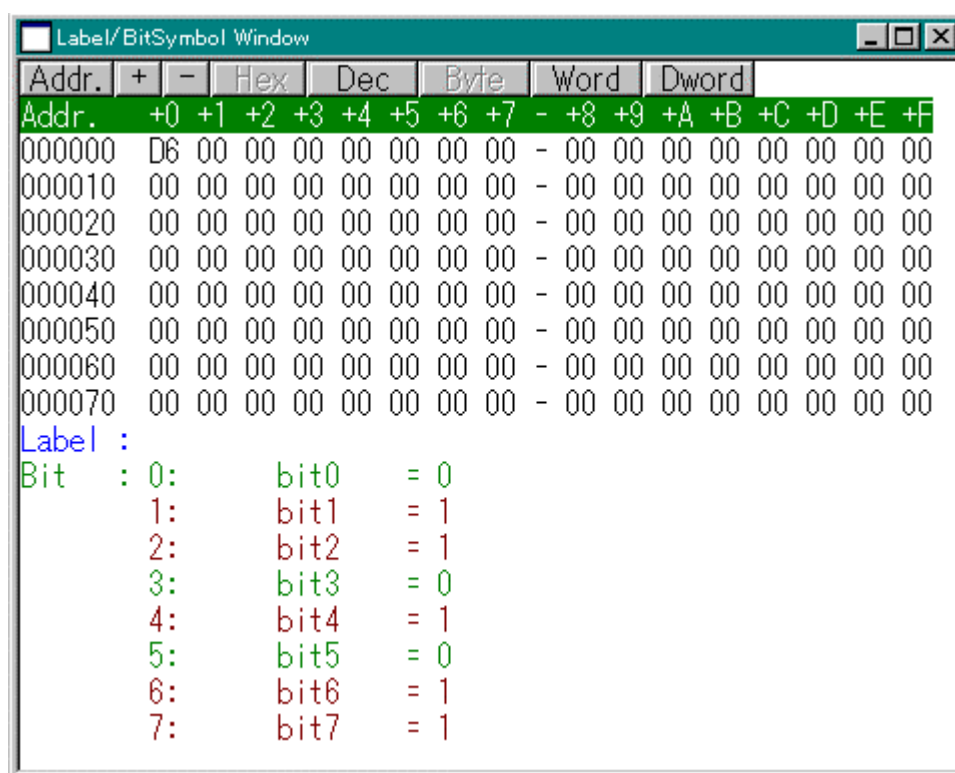 Label/BitSymbol Window
Addr. + - Hex Dec Byte Word Dword
Addr. +0 +1 +2 +3 +4 +5 +6 +7 - +8 +9 +A +B +C +D +E +F
000000 D6 00 00 00 00 00 00 00 - 00 00 00 00 00 00 00 00
000010 00 00 00 00 00 00 00 00 - 00 00 00 00 00 00 00 00
000020 00 00 00 00 00 00 00 00 - 00 00 00 00 00 00 00 00
000030 00 00 00 00 00 00 00 00 - 00 00 00 00 00 00 00 00
000040 00 00 00 00 00 00 00 00 - 00 00 00 00 00 00 00 00
000050 00 00 00 00 00 00 00 00 - 00 00 00 00 00 00 00 00
000060 00 00 00 00 00 00 00 00 - 00 00 00 00 00 00 00 00
000070 00 00 00 00 00 00 00 00 - 00 00 00 00 00 00 00 00
Label :
Bit : 0: bit0 = 0
1: bit1 = 1
2: bit2 = 1
3: bit3 = 0
4: bit4 = 1
5: bit5 = 0
6: bit6 = 1
7: bit7 = 1